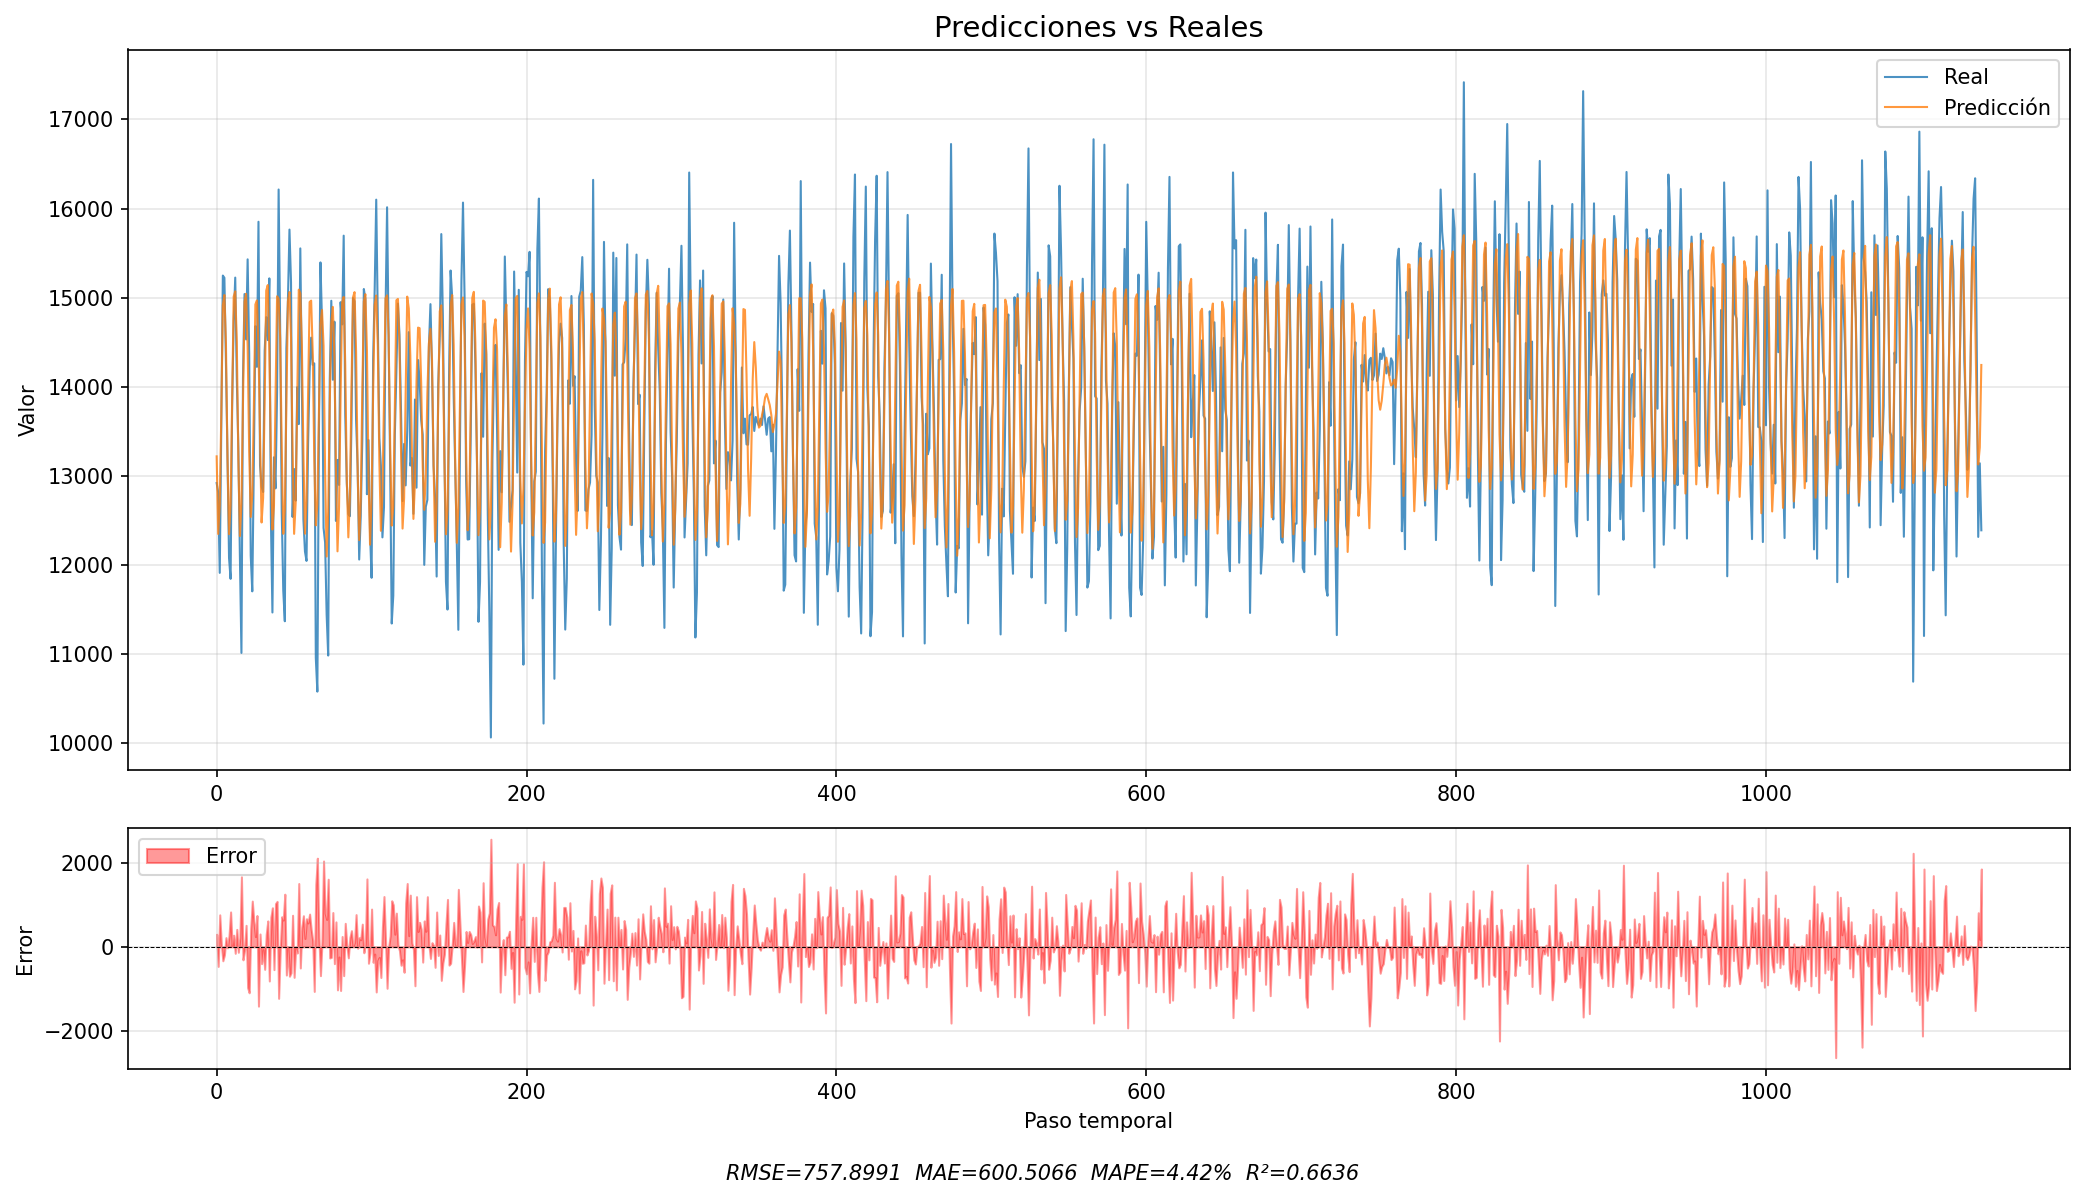 Predicciones vs Reales
Real
Predicción
17000
16000
15000
14000
13000
12000
11000
10000
Valor
0 200 400 600 800 1000
Error
2000
0
−2000
Error
0 200 400 600 800 1000
Paso temporal
RMSE=757.8991 MAE=600.5066 MAPE=4.42% R²=0.6636